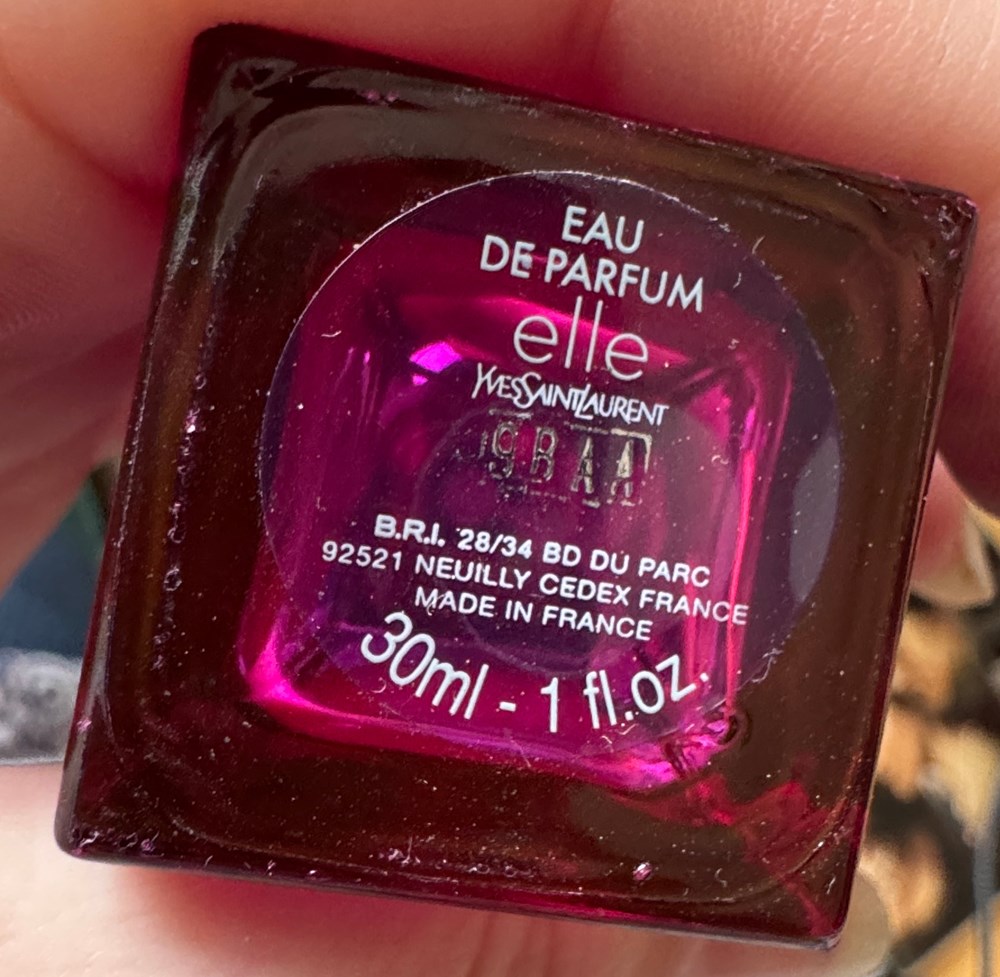 EAU
DE PARFUM
elle
YVESSAINTLAURENT
9BAA
B.R.I. 28/34 BD DU PARC
92521 NEUILLY CEDEX FRANCE
MADE IN FRANCE
30ml - 1 fl.oz.